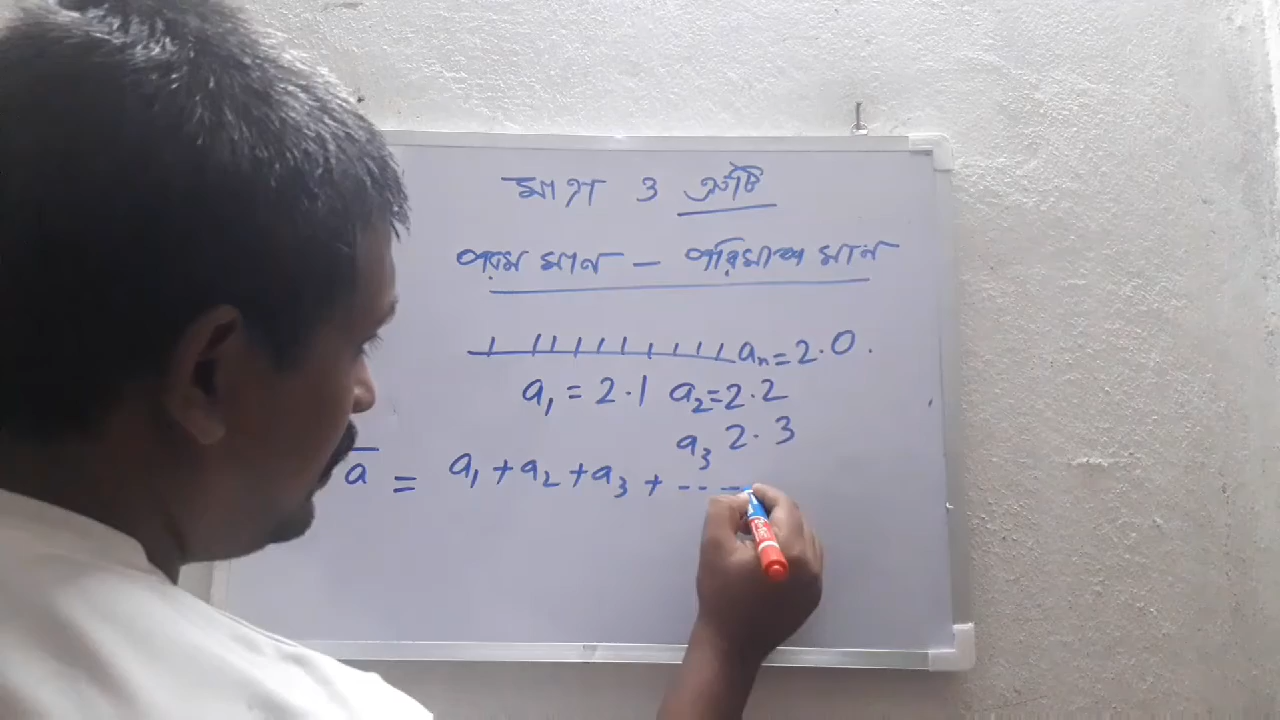 মাপ ও ত্রুটি
পরম মান – পরিমাপ মান
aₙ = 2.0.
a₁ = 2.1 a₂ = 2.2
a₃ 2.3
a̅ = a₁ + a₂ + a₃ + -- --